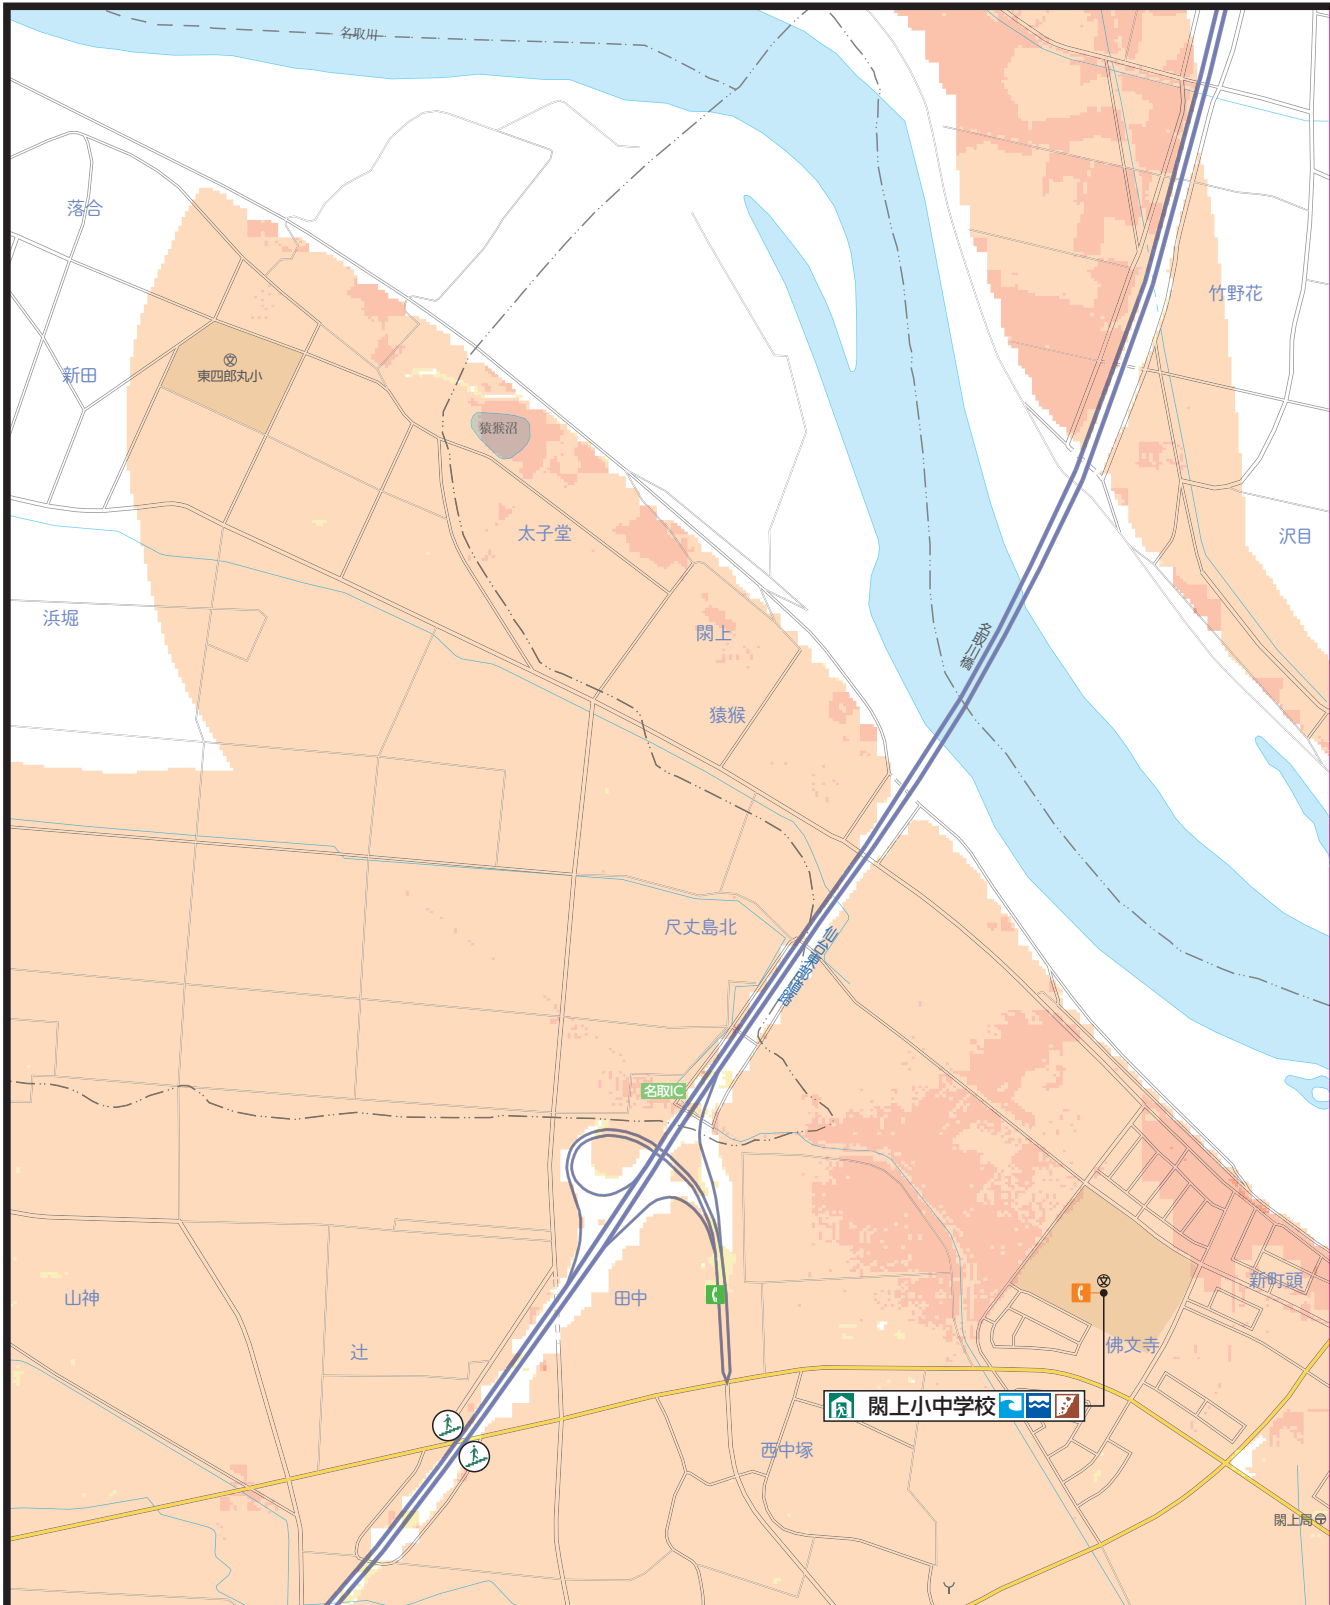 名取川
落合
竹野花
新田
東四郎丸小
猿猴沼
太子堂
沢目
浜堀
閖上
名取川橋
猿猴
尺丈島北
仙台東部道路
名取IC
新町頭
山神
田中
佛文寺
辻
閖上小中学校
西中塚
閖上局